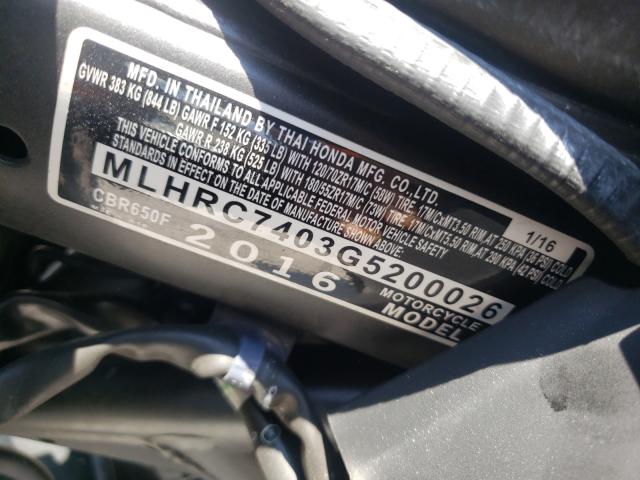 MFD. IN THAILAND BY THAI HONDA MFG. CO., LTD.
1/16
GVWR 383 KG (844 LB) GAWR F 152 KG (335 LB) WITH 120/70ZR17M/C (58W) TIRE, 17M/C×MT3.50 RIM, AT 250 KPA (36 PSI) COLD
GAWR R 238 KG (525 LB) WITH 180/55ZR17M/C (73W) TIRE, 17M/C×MT5.50 RIM, AT 290 KPA (42 PSI) COLD
THIS VEHICLE CONFORMS TO ALL APPLICABLE FEDERAL MOTOR VEHICLE SAFETY
STANDARDS IN EFFECT ON THE DATE OF MANUFACTURE SHOWN ABOVE.
MLHRC7403G5200026
CBR650F
MOTORCYCLE
2016 MODEL